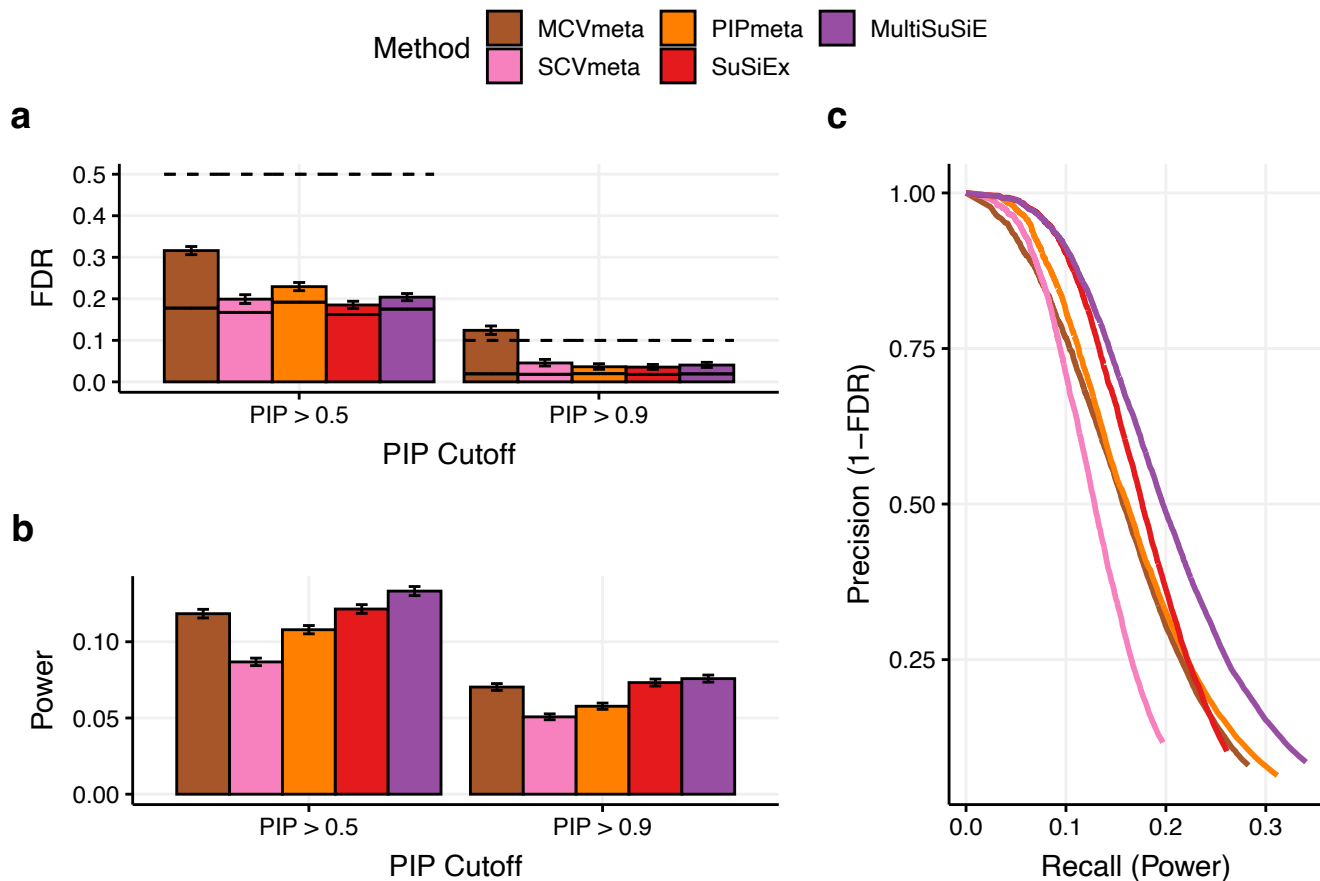 Method
MCVmeta
PIPmeta
MultiSuSiE
SCVmeta
SuSiEx
a
FDR
0.5
0.4
0.3
0.2
0.1
0.0
PIP > 0.5
PIP > 0.9
PIP Cutoff
b
Power
0.10
0.05
0.00
PIP > 0.5
PIP > 0.9
PIP Cutoff
c
Precision (1−FDR)
1.00
0.75
0.50
0.25
0.0
0.1
0.2
0.3
Recall (Power)